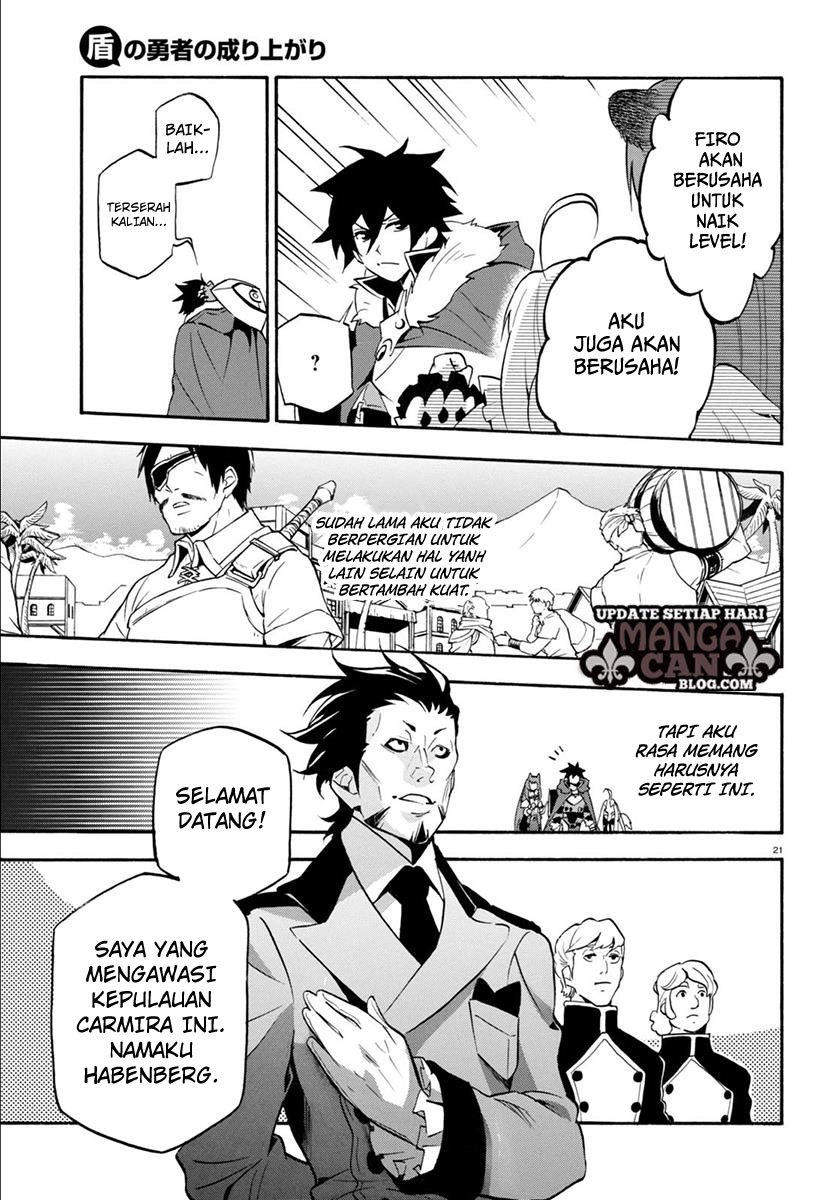 盾の勇者の成り上がり
FIRO
AKAN
BERUSAHA
UNTUK
NAIK
LEVEL!
AKU
JUGA AKAN
BERUSAHA!
?
BAIK-
LAH...
TERSERAH
KALIAN...
SUDAH LAMA AKU TIDAK
BERPERGIAN UNTUK
MELAKUKAN HAL YANH
LAIN SELAIN UNTUK
BERTAMBAH KUAT.
UPDATE SETIAP HARI
MANGA
CAN
BLOG.COM
TAPI AKU
RASA MEMANG
HARUSNYA
SEPERTI INI.
SELAMAT
DATANG!
21
SAYA YANG
MENGAWASI
KEPULAUAN
CARMIRA INI.
NAMAKU
HABENBERG.